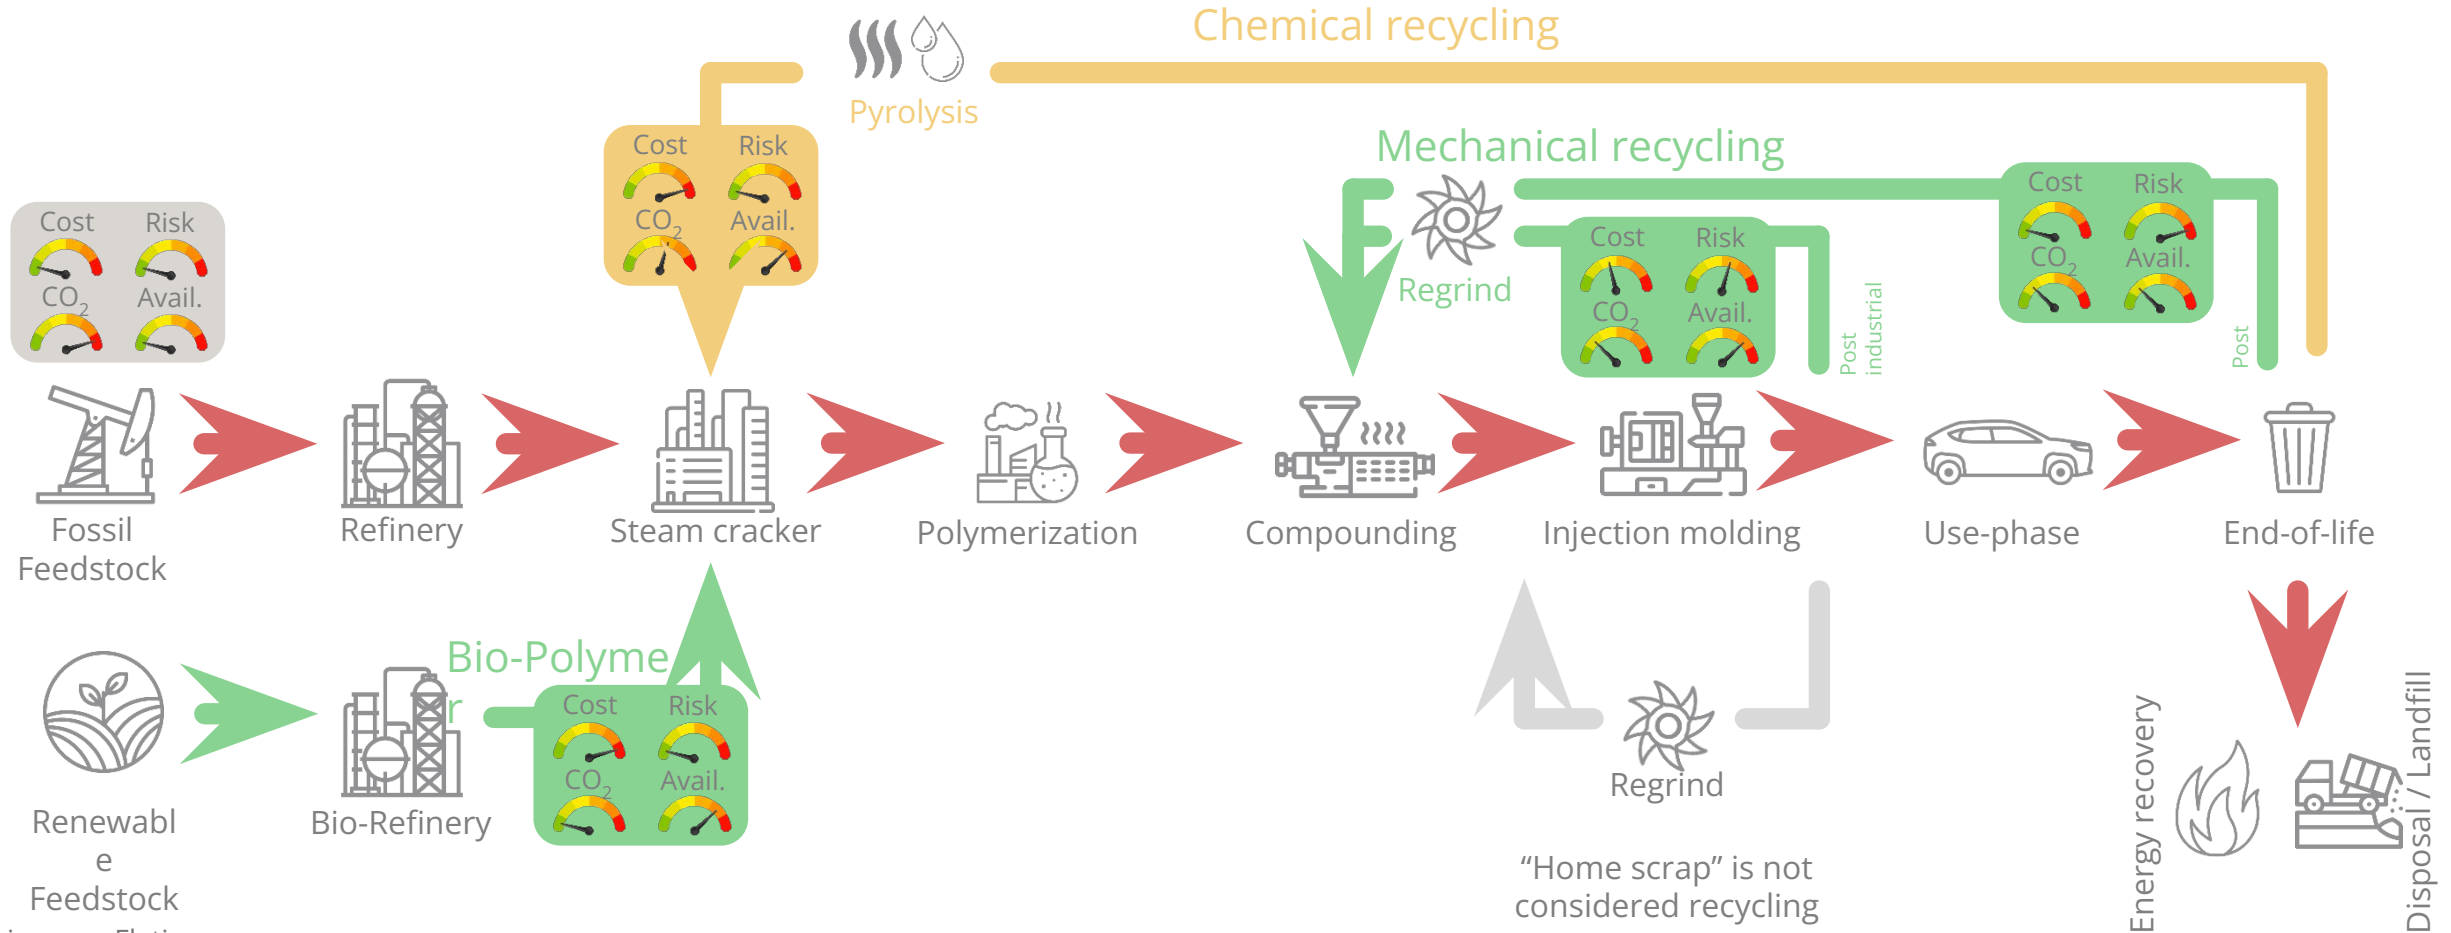 Chemical recycling
Pyrolysis
Cost
Risk
CO2
Avail.
Mechanical recycling
Regrind
Cost
Risk
CO2
Avail.
Post
industrial
Cost
Risk
CO2
Avail.
Post
Cost
Risk
CO2
Avail.
Fossil
Feedstock
Refinery
Steam cracker
Polymerization
Compounding
Injection molding
Use-phase
End-of-life
Bio-Polyme
r
Cost
Risk
CO2
Avail.
Renewabl
e
Feedstock
Bio-Refinery
Regrind
“Home scrap” is not
considered recycling
Energy recovery
Disposal / Landfill